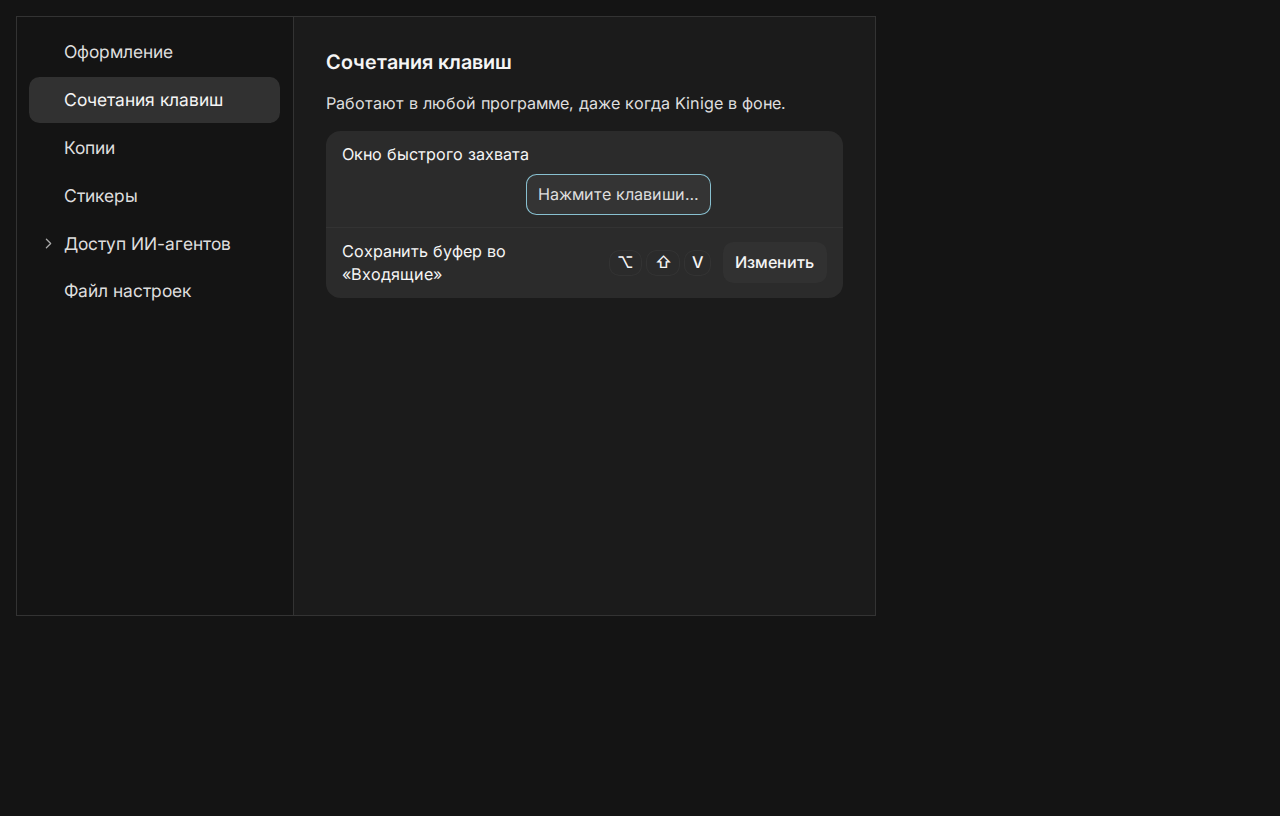 Оформление
Сочетания клавиш
Копии
Стикеры
Доступ ИИ-агентов
Файл настроек
Сочетания клавиш
Работают в любой программе, даже когда Kinige в фоне.
Окно быстрого захвата
Нажмите клавиши…
Сохранить буфер во
«Входящие»
⌥ ⇧ V Изменить